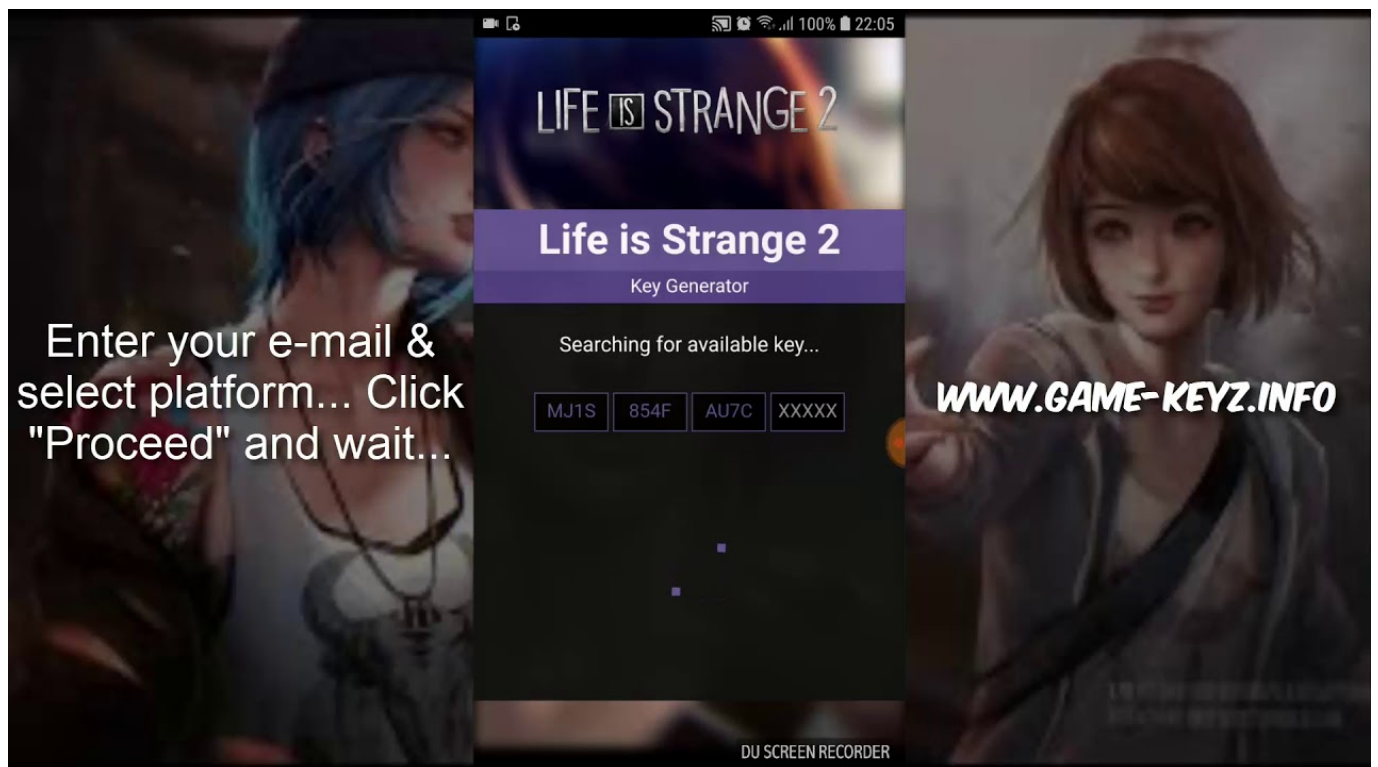 100% 22:05
LIFE IS STRANGE 2
Life is Strange 2
Key Generator
Enter your e-mail &
select platform... Click
"Proceed" and wait...
Searching for available key...
MJ1S 854F AU7C XXXXX
WWW.GAME-KEYZ.INFO
DU SCREEN RECORDER